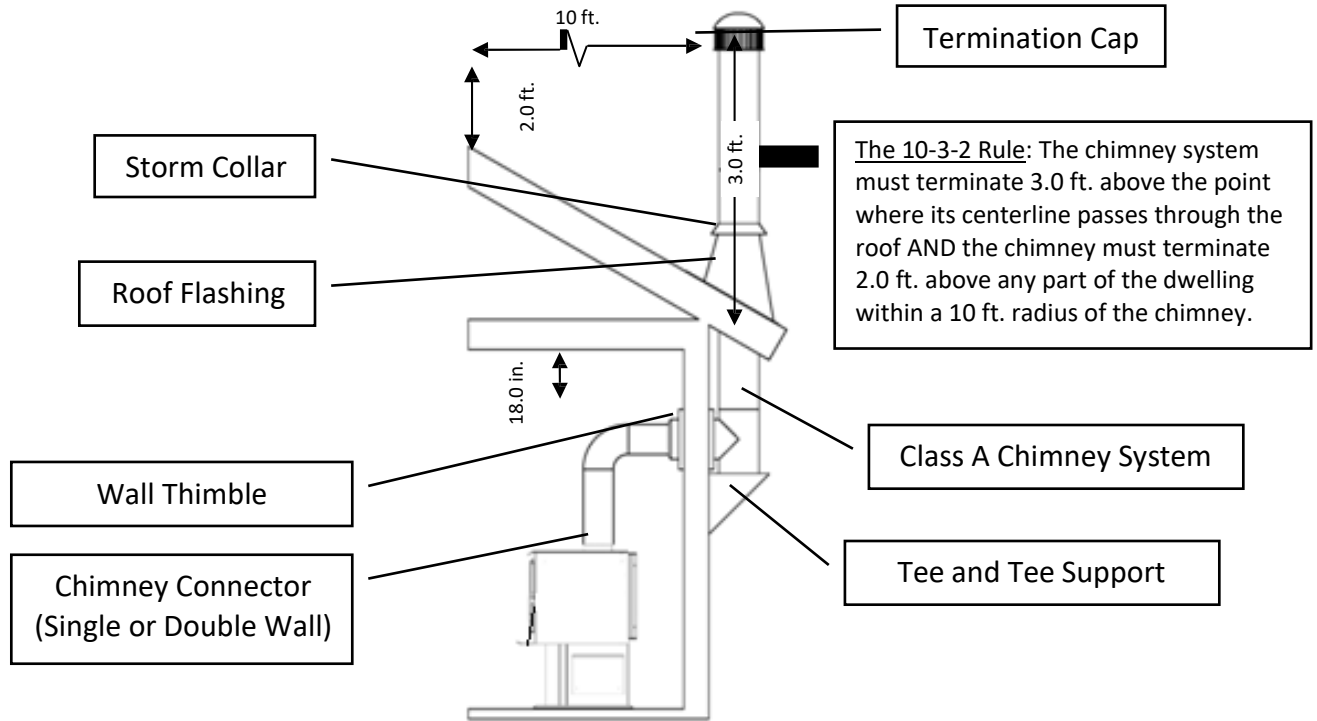 10 ft.
Termination Cap
2.0 ft.
Storm Collar
3.0 ft.
The 10-3-2 Rule: The chimney system
must terminate 3.0 ft. above the point
where its centerline passes through the
roof AND the chimney must terminate
2.0 ft. above any part of the dwelling
within a 10 ft. radius of the chimney.
Roof Flashing
18.0 in.
Class A Chimney System
Wall Thimble
Chimney Connector
(Single or Double Wall)
Tee and Tee Support